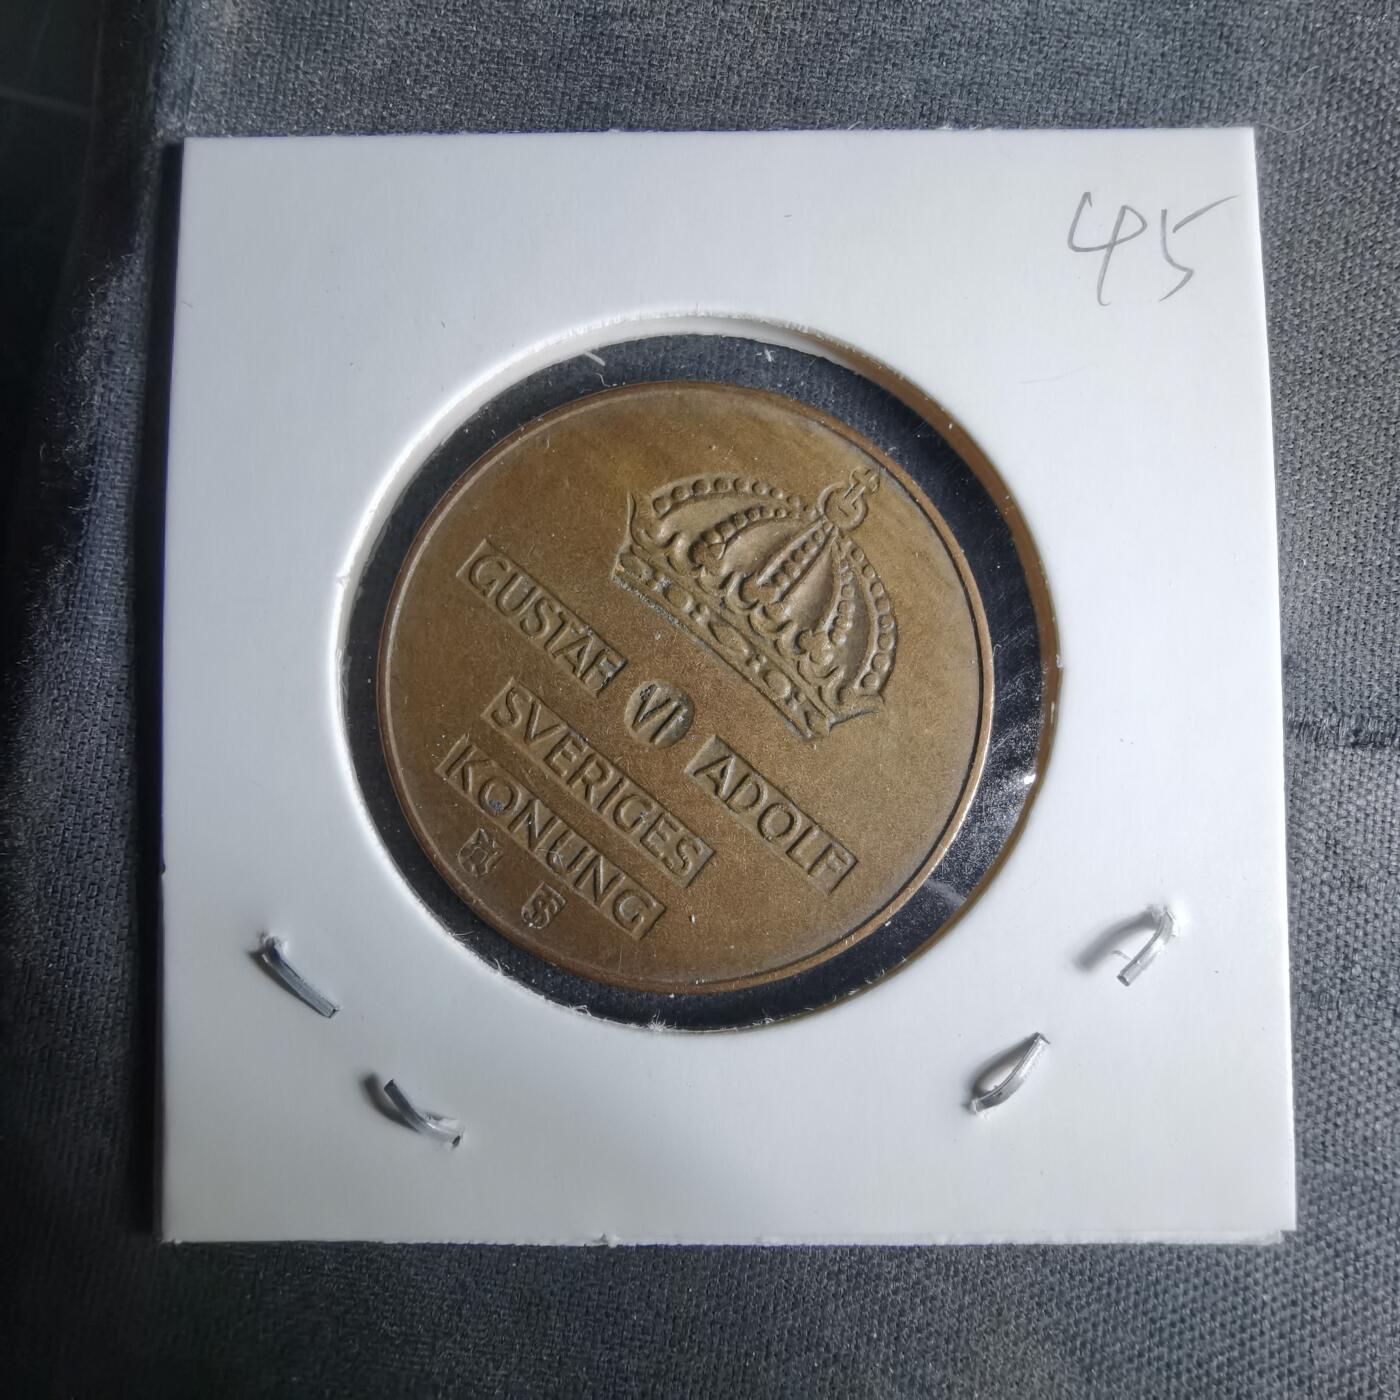 45
GUSTAF VI ADOLF
SVERIGES
KONUNG